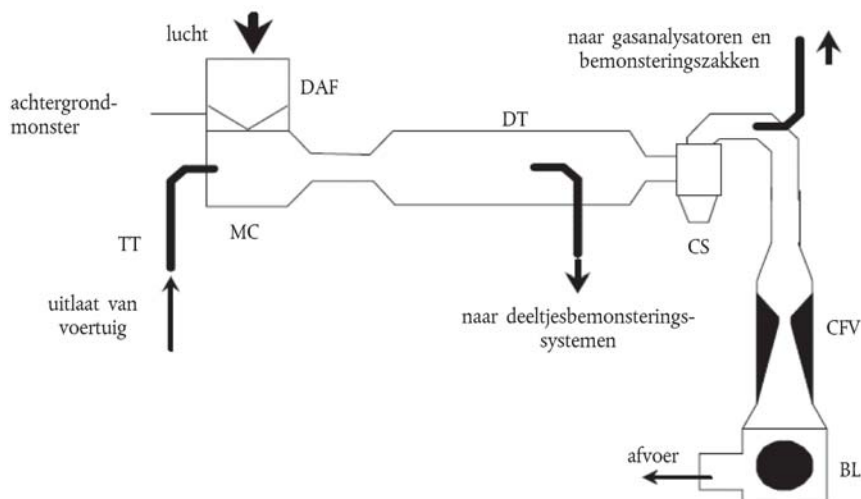 lucht
naar gasanalysatoren en
bemonsteringszakken
DAF
achtergrond-
monster
DT
MC
TT
CS
uitlaat van
voertuig
naar deeltjesbemonsterings-
systemen
CFV
afvoer
BL